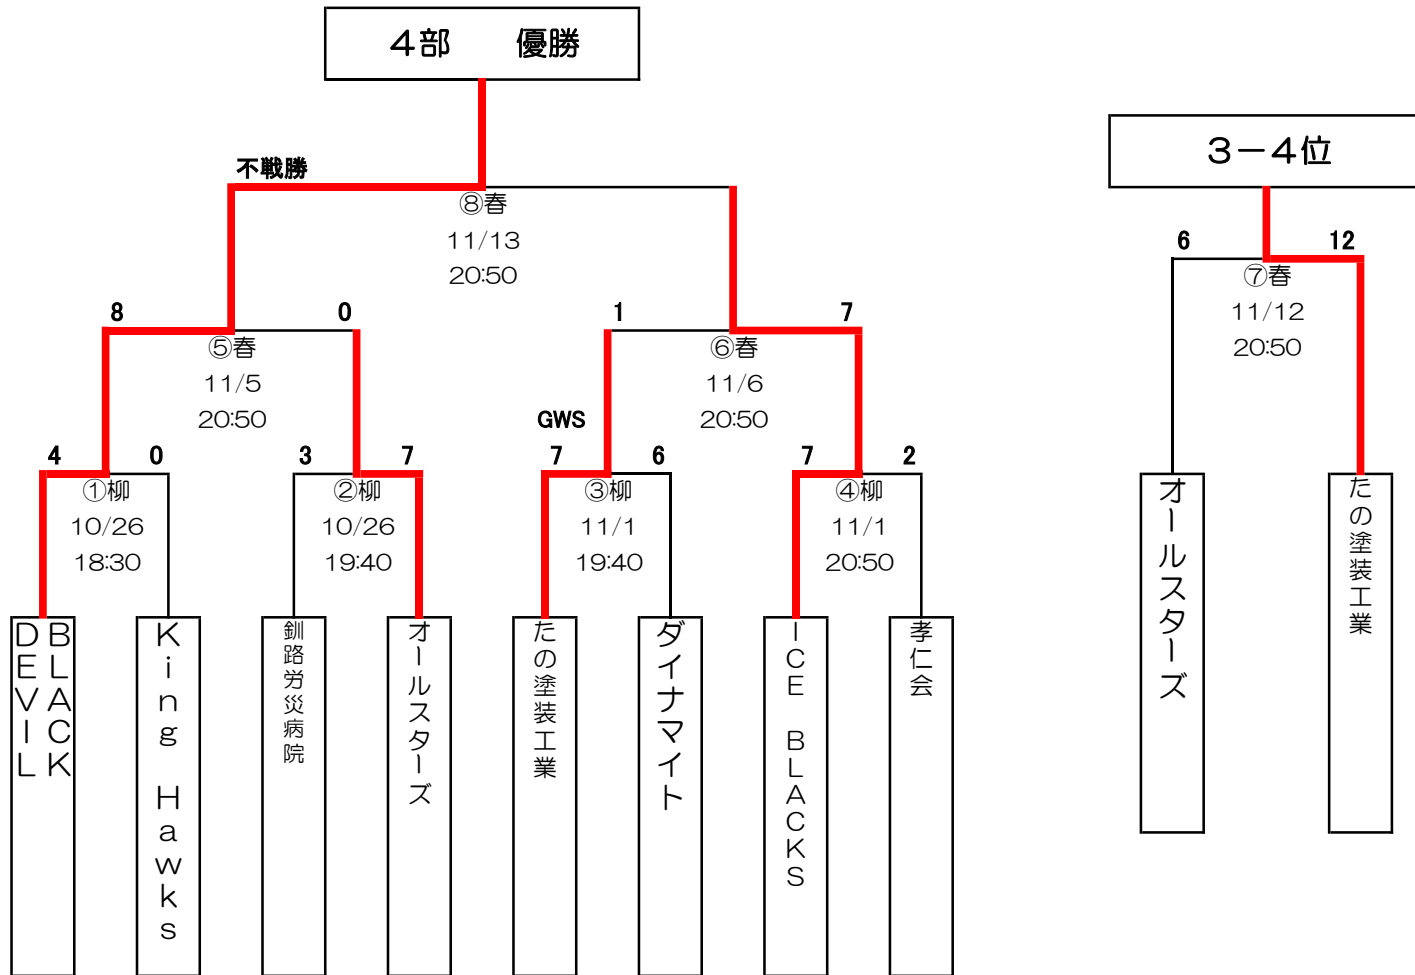 4部　優勝
不戦勝
⑧春
11/13
20:50
8
0
⑤春
11/5
20:50
1
7
⑥春
11/6
20:50
4
0
①柳
10/26
18:30
3
7
②柳
10/26
19:40
GWS
7
6
③柳
11/1
19:40
7
2
④柳
11/1
20:50
BLACK
DEVIL
King Hawks
釧路労災病院
オールスターズ
たの塗装工業
ダイナマイト
ICE BLACKS
孝仁会
3－4位
6
12
⑦春
11/12
20:50
オールスターズ
たの塗装工業